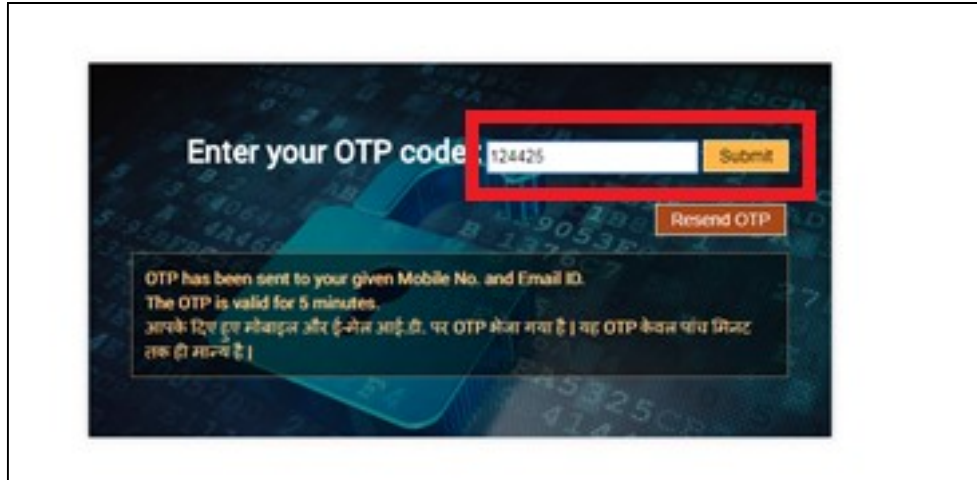 Enter your OTP code: 124425 Submit
Resend OTP
OTP has been sent to your given Mobile No. and Email ID.
The OTP is valid for 5 minutes.
आपके दिए हुए मोबाइल और ई-मेल आई.डी. पर OTP भेजा गया है | यह OTP केवल पांच मिनट
तक ही मान्य है |